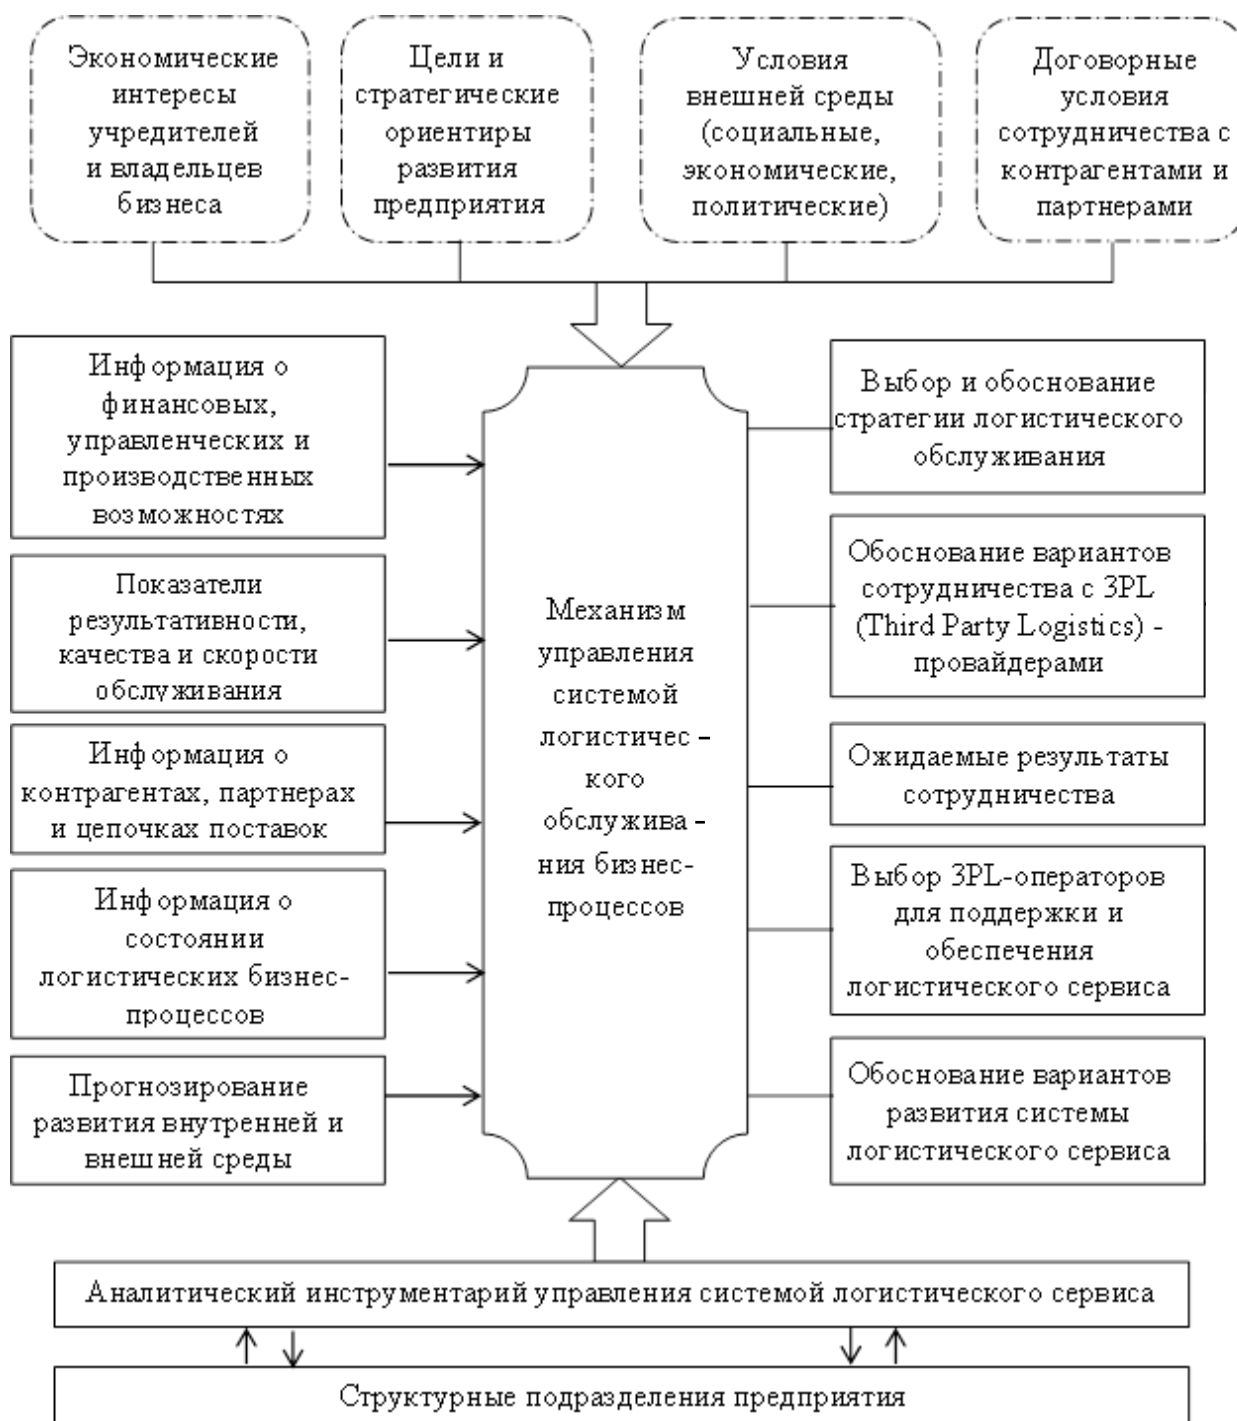 Экономические
интересы
учредителей
и владельцев
бизнеса
Цели и
стратегические
ориентиры
развития
предприятия
Условия
внешней среды
(социальные,
экономические,
политические)
Договорные
условия
сотрудничества с
контрагентами и
партнерами
Информация о
финансовых,
управленческих и
производственных
возможностях
Показатели
результативности,
качества и скорости
обслуживания
Информация о
контрагентах, партнерах
и цепочках поставок
Информация о
состоянии
логистических бизнес-
процессов
Прогнозирование
развития внутренней и
внешней среды
Механизм
управления
системой
логистичес –
кого
обслужива –
ния бизнес-
процессов
Выбор и обоснование
стратегии логистического
обслуживания
Обоснование вариантов
сотрудничества с 3PL
(Third Party Logistics) -
провайдерами
Ожидаемые результаты
сотрудничества
Выбор 3PL-операторов
для поддержки и
обеспечения
логистического сервиса
Обоснование вариантов
развития системы
логистического сервиса
Аналитический инструментарий управления системой логистического сервиса
Структурные подразделения предприятия